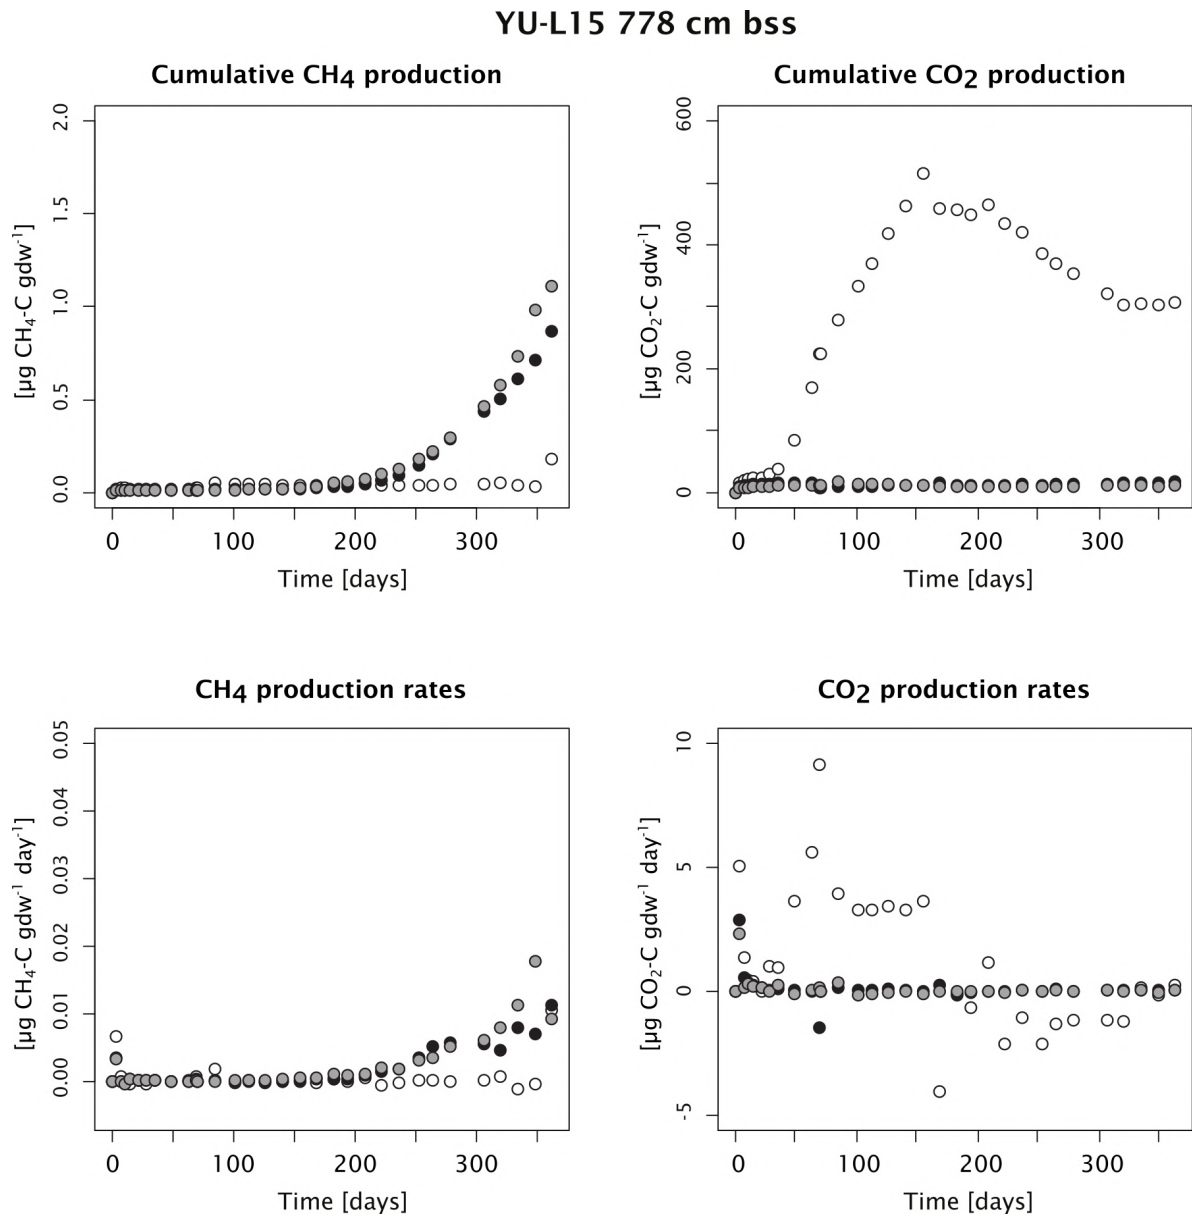 YU-L15 778 cm bss
Cumulative CH4 production
2.0
1.5
1.0
0.5
0.0
[µg CH₄-C gdw⁻¹]
0 100 200 300
Time [days]
Cumulative CO2 production
600
400
200
0
[µg CO₂-C gdw⁻¹]
0 100 200 300
Time [days]
CH4 production rates
0.05
0.04
0.03
0.02
0.01
0.00
[µg CH₄-C gdw⁻¹ day⁻¹]
0 100 200 300
Time [days]
CO2 production rates
10
5
0
-5
[µg CO₂-C gdw⁻¹ day⁻¹]
0 100 200 300
Time [days]